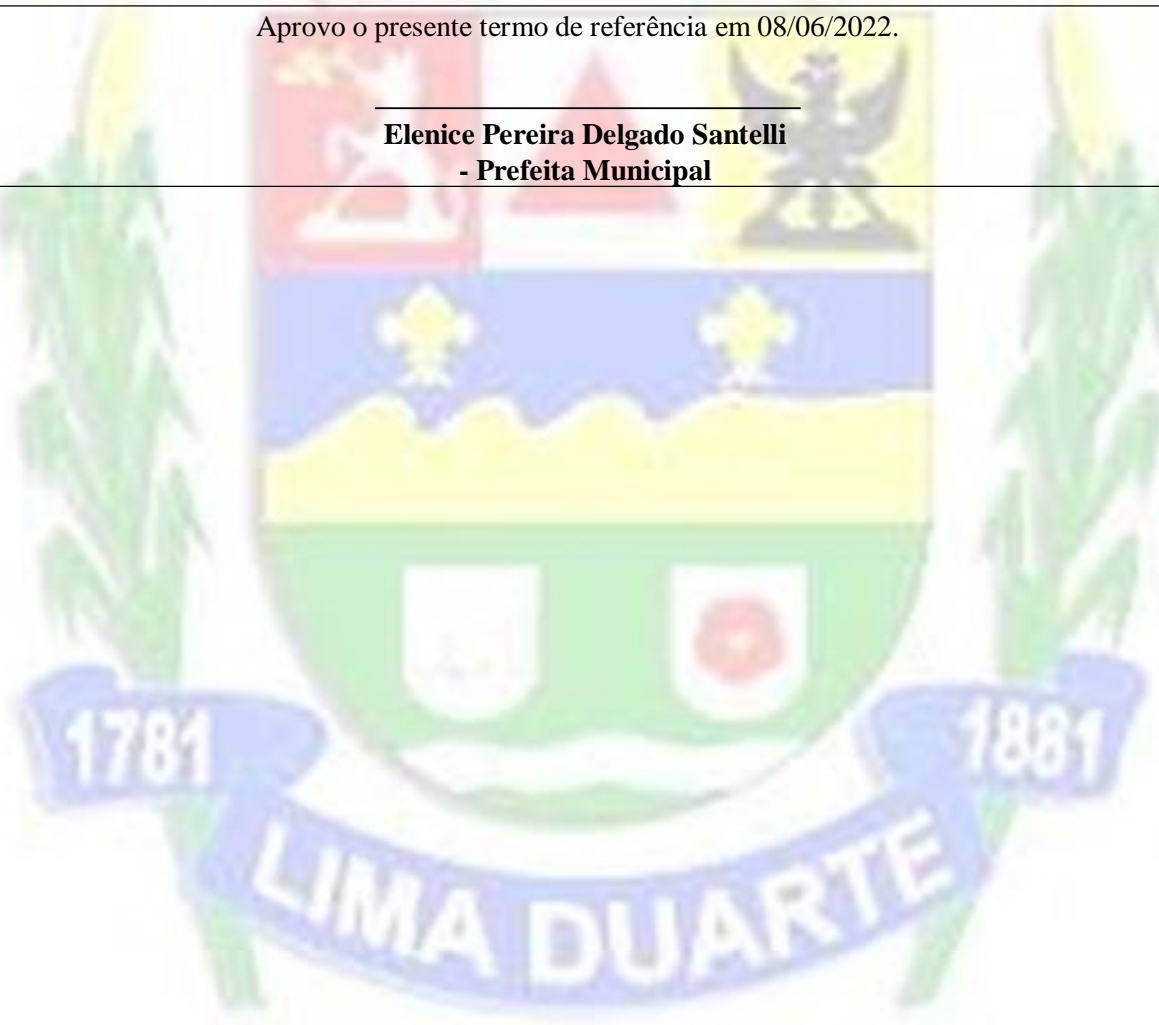 Aprovo o presente termo de referência em 08/06/2022.
Elenice Pereira Delgado Santelli
- Prefeita Municipal
1781
1881
LIMA DUARTE